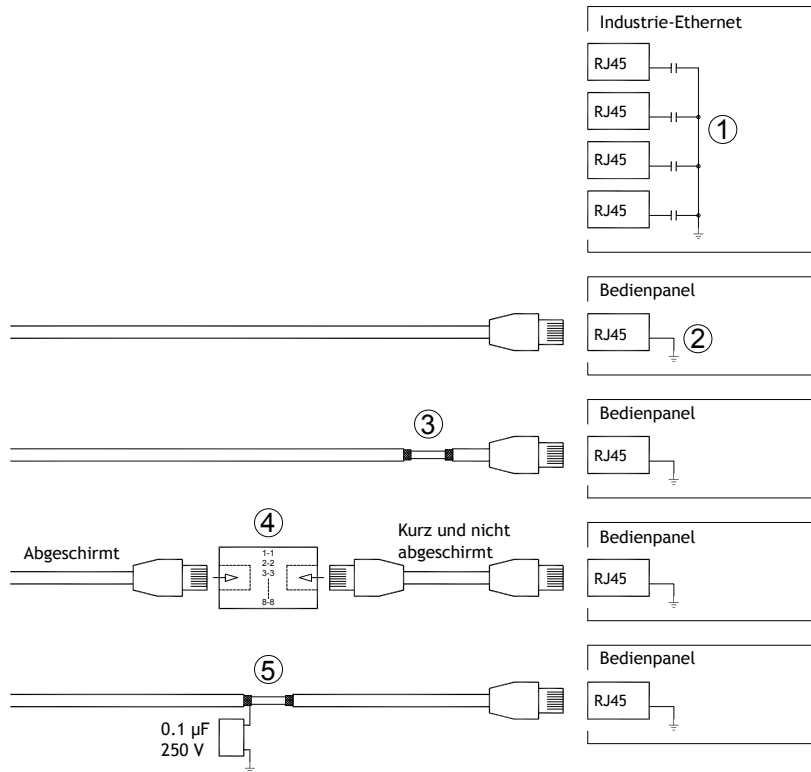 Industrie-Ethernet
RJ45
RJ45
1
RJ45
RJ45
Bedienpanel
RJ45
2
Bedienpanel
3
RJ45
Bedienpanel
4
Abgeschirmt
Kurz und nicht
abgeschirmt
1-1
2-2
3-3
8-8
RJ45
Bedienpanel
5
RJ45
0.1 µF
250 V